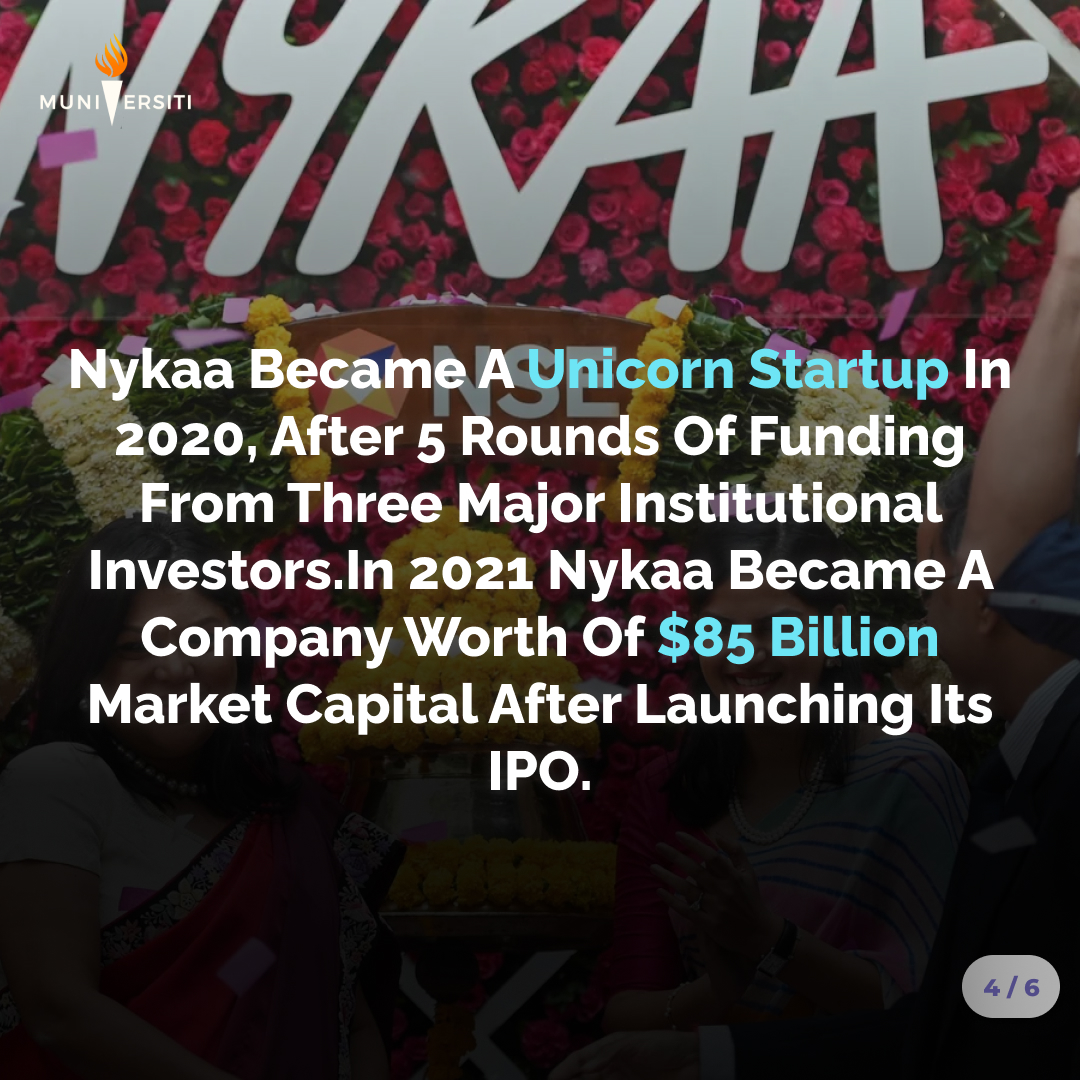 NYKAA
MUNIVERSITI
NSE
Nykaa Became A Unicorn Startup In
2020, After 5 Rounds Of Funding
From Three Major Institutional
Investors.In 2021 Nykaa Became A
Company Worth Of $85 Billion
Market Capital After Launching Its
IPO.
4 / 6